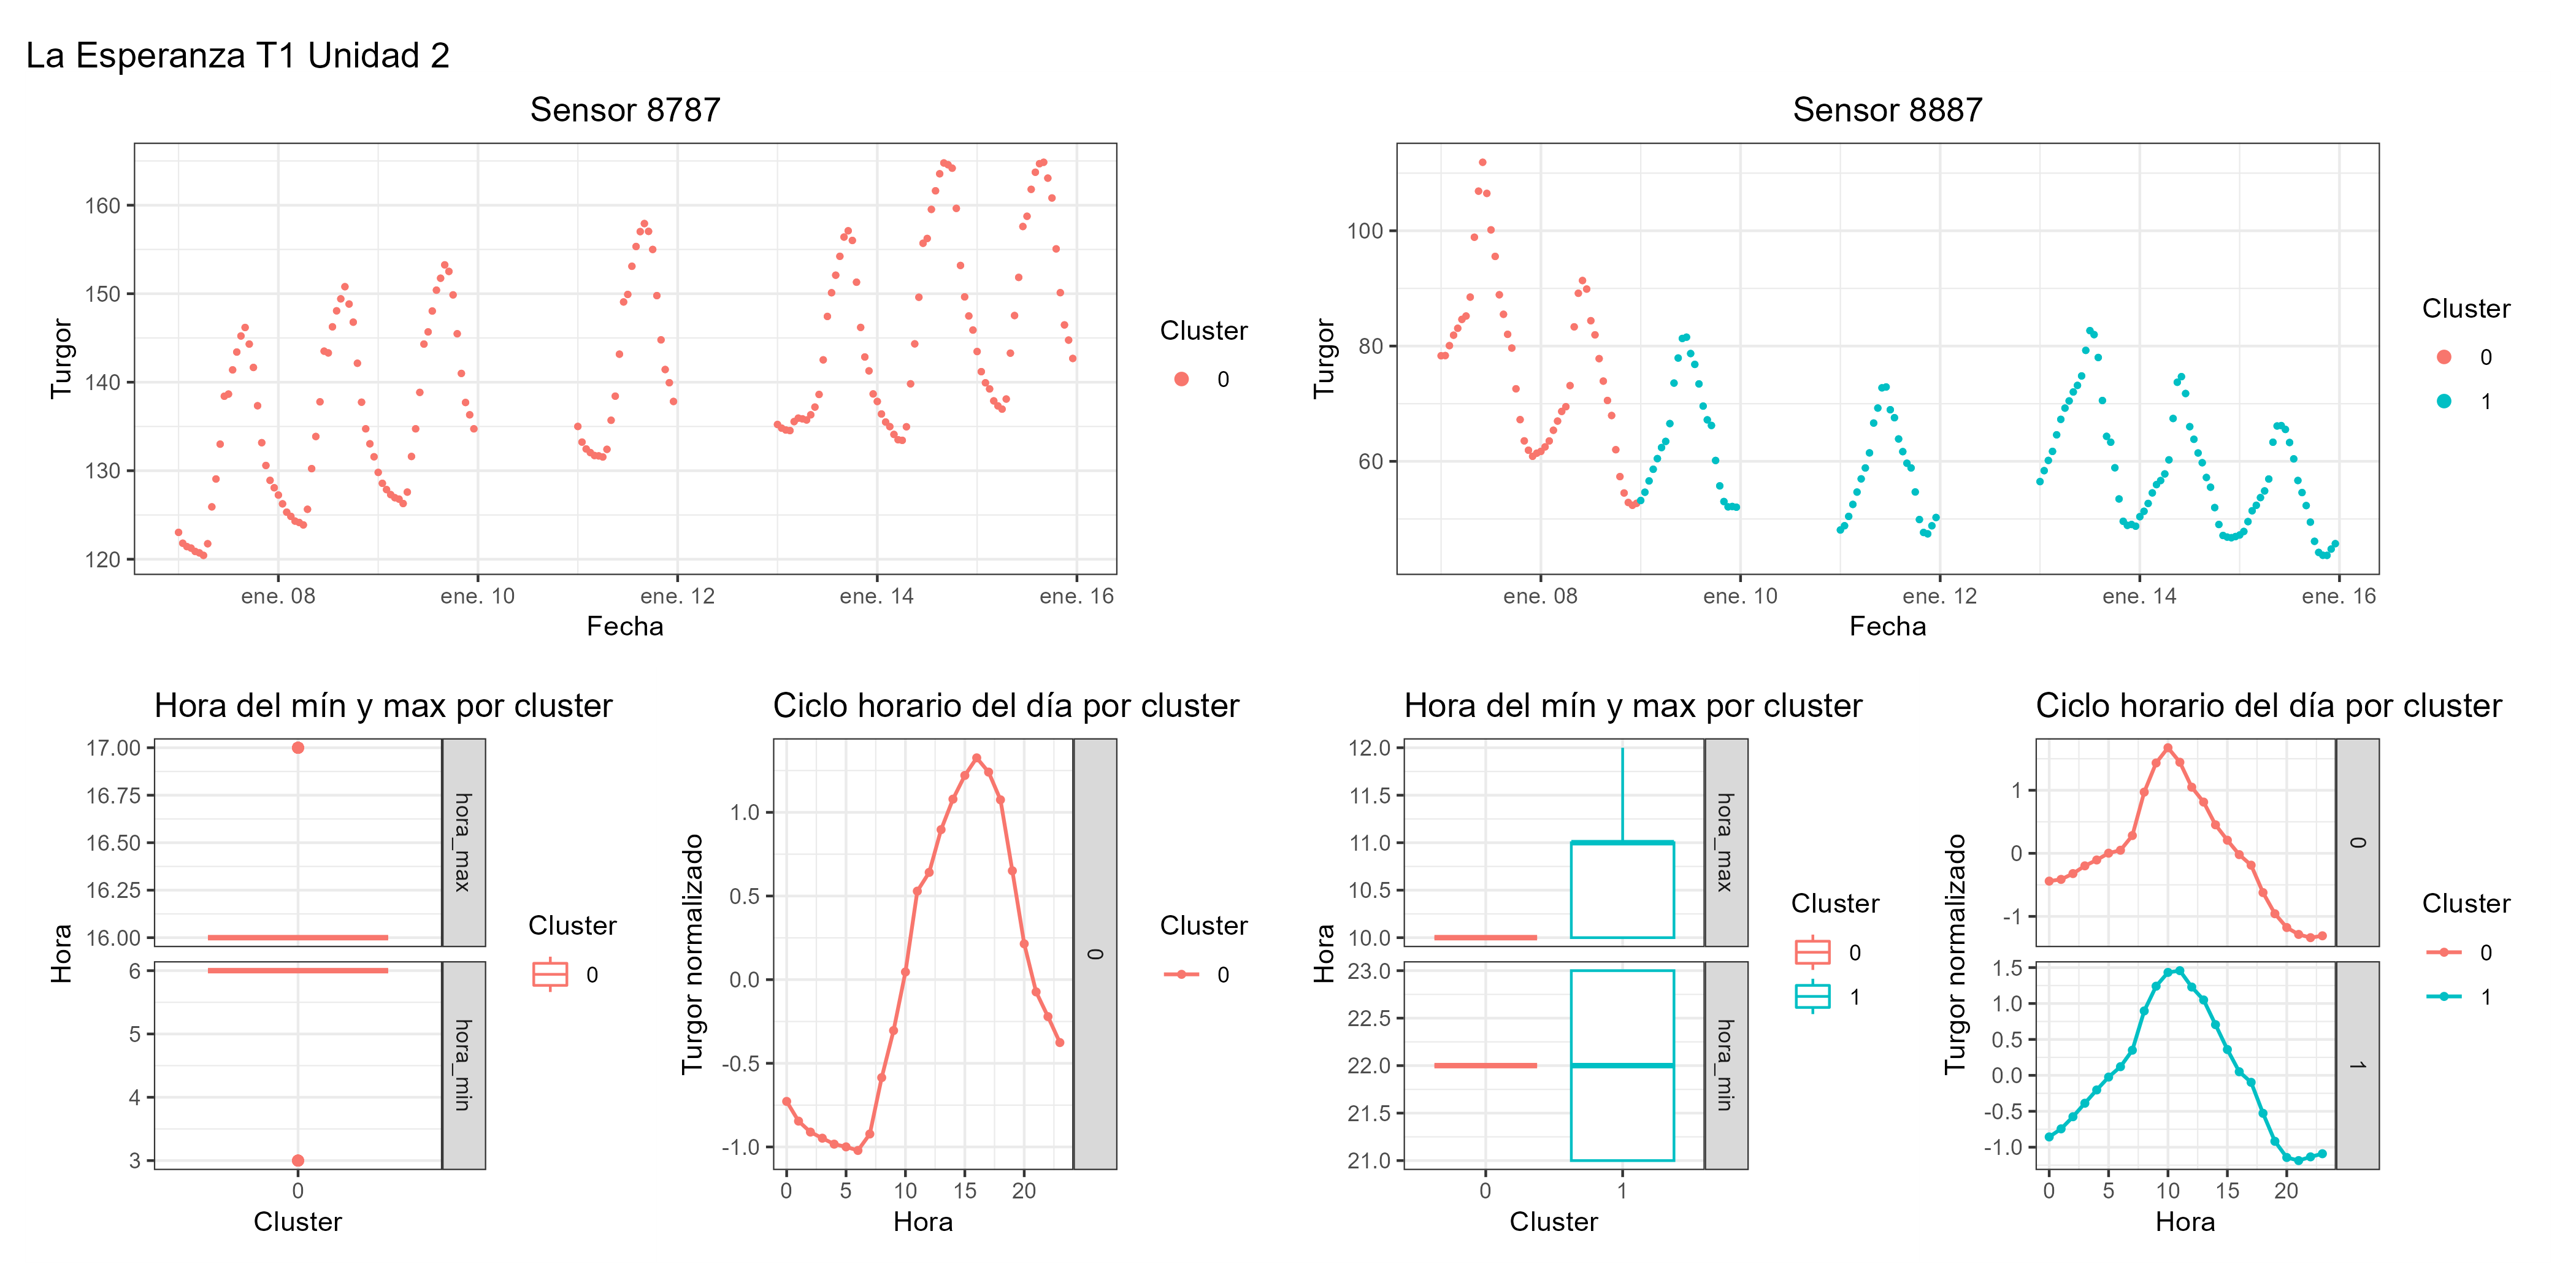 La Esperanza T1 Unidad 2
Sensor 8787
160
150
140
130
120
Turgor
ene. 08 ene. 10 ene. 12 ene. 14 ene. 16
Fecha
Cluster
0
Sensor 8887
100
80
60
Turgor
ene. 08 ene. 10 ene. 12 ene. 14 ene. 16
Fecha
Cluster
0
1
Hora del mín y max por cluster
17.00
16.75
16.50
16.25
16.00
hora_max
6
5
4
3
hora_min
Hora
0
Cluster
Cluster
0
Ciclo horario del día por cluster
1.0
0.5
0.0
-0.5
-1.0
Turgor normalizado
0
0 5 10 15 20
Hora
Cluster
0
Hora del mín y max por cluster
12.0
11.5
11.0
10.5
10.0
hora_max
23.0
22.5
22.0
21.5
21.0
hora_min
Hora
0 1
Cluster
Cluster
0
1
Ciclo horario del día por cluster
1
0
-1
0
1.5
1.0
0.5
0.0
-0.5
-1.0
1
Turgor normalizado
0 5 10 15 20
Hora
Cluster
0
1